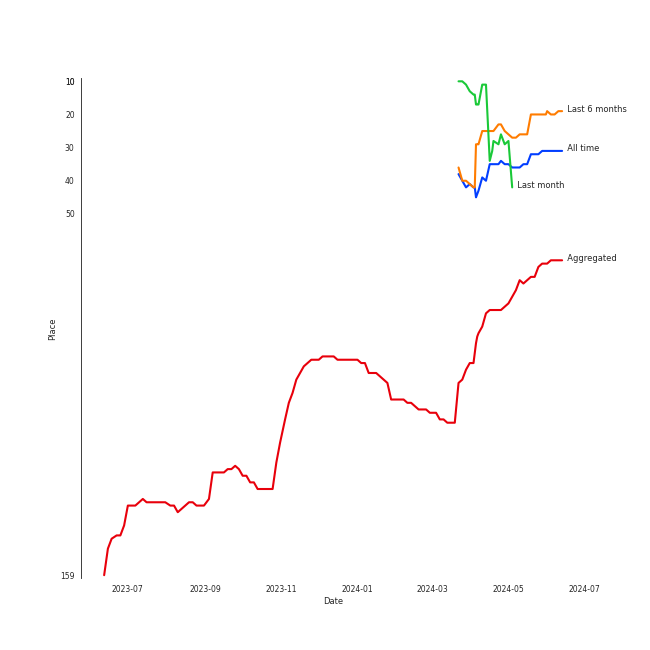 10
20
30
40
50
159
Place
Last 6 months
All time
Last month
Aggregated
2023-07
2023-09
2023-11
2024-01
2024-03
2024-05
2024-07
Date